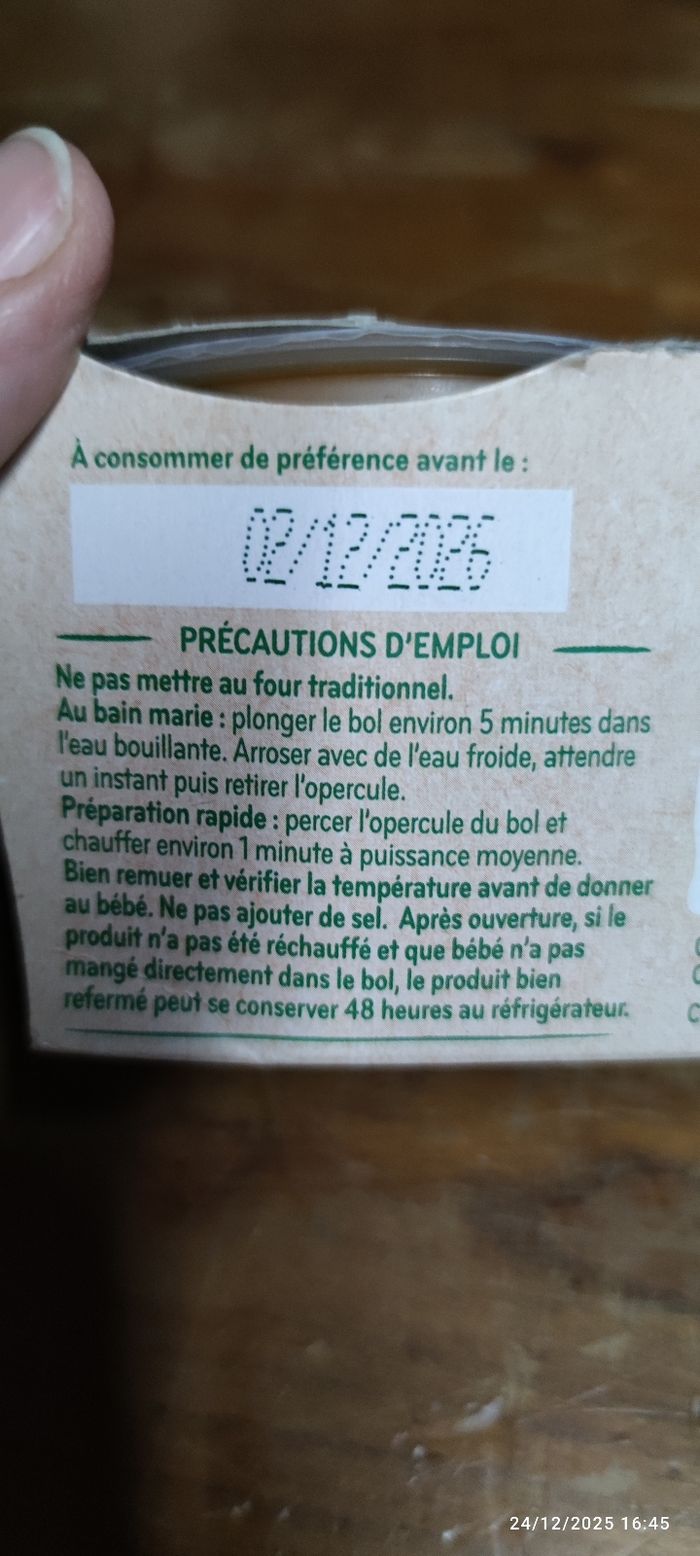 À consommer de préférence avant le :
02/12/2026
PRÉCAUTIONS D'EMPLOI
Ne pas mettre au four traditionnel.
Au bain marie : plonger le bol environ 5 minutes dans
l'eau bouillante. Arroser avec de l'eau froide, attendre
un instant puis retirer l'opercule.
Préparation rapide : percer l'opercule du bol et
chauffer environ 1 minute à puissance moyenne.
Bien remuer et vérifier la température avant de donner
au bébé. Ne pas ajouter de sel. Après ouverture, si le
produit n'a pas été réchauffé et que bébé n'a pas
mangé directement dans le bol, le produit bien
refermé peut se conserver 48 heures au réfrigérateur.
24/12/2025 16:45